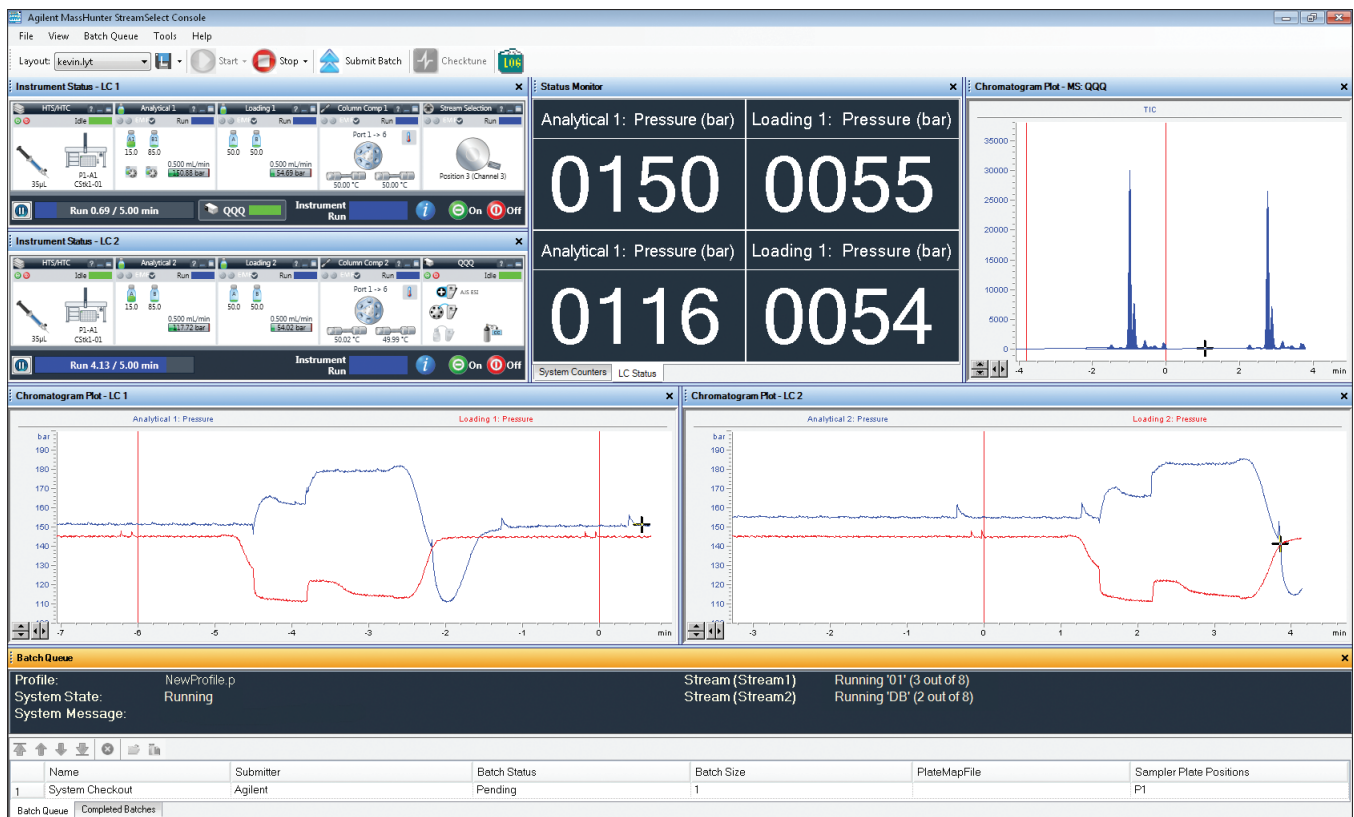 Agilent MassHunter StreamSelect Console
File View Batch Queue Tools Help
Layout: kevin.lyt Start Stop Submit Batch Checktune LOG
Instrument Status - LC 1
HTS/HTC Analytical 1 Loading 1 Column Comp 1 Stream Selection
Idle Run Run Run Run
Port 1 -> 6
A1 B1
15.0 85.0 50.0 50.0
0.500 mL/min 0.500 mL/min
P1-A1 150.88 bar 54.69 bar Position 3 (Channel 3)
35µL CStk1-01 50.00 °C 50.00 °C
Run 0.69 / 5.00 min QQQ Instrument Run i On Off
Instrument Status - LC 2
HTS/HTC Analytical 2 Loading 2 Column Comp 2 QQQ
Idle Run Run Run Idle
Port 1 -> 6 AJS ESI
A B A B
15.0 85.0 50.0 50.0
0.500 mL/min 0.500 mL/min
P1-A1 117.72 bar 54.02 bar
35µL CStk1-01 50.02 °C 49.99 °C
Run 4.13 / 5.00 min Instrument Run i On Off
Status Monitor
Analytical 1: Pressure (bar) Loading 1: Pressure (bar)
0150 0055
Analytical 1: Pressure (bar) Loading 1: Pressure (bar)
0116 0054
System Counters LC Status
Chromatogram Plot - MS: QQQ
TIC
35000
30000
25000
20000
15000
10000
5000
0
-4 -2 0 2 4 min
Chromatogram Plot - LC 1
Analytical 1: Pressure Loading 1: Pressure
bar
190
180
170
160
150
140
130
120
110
-7 -6 -5 -4 -3 -2 -1 0 min
Chromatogram Plot - LC 2
Analytical 2: Pressure Loading 2: Pressure
bar
190
180
170
160
150
140
130
120
110
-3 -2 -1 0 1 2 3 4 min
Batch Queue
Profile: NewProfile.p Stream (Stream1) Running '01' (3 out of 8)
System State: Running Stream (Stream2) Running 'DB' (2 out of 8)
System Message:
Name Submitter Batch Status Batch Size PlateMapFile Sampler Plate Positions
1 System Checkout Agilent Pending 1 P1
Batch Queue Completed Batches